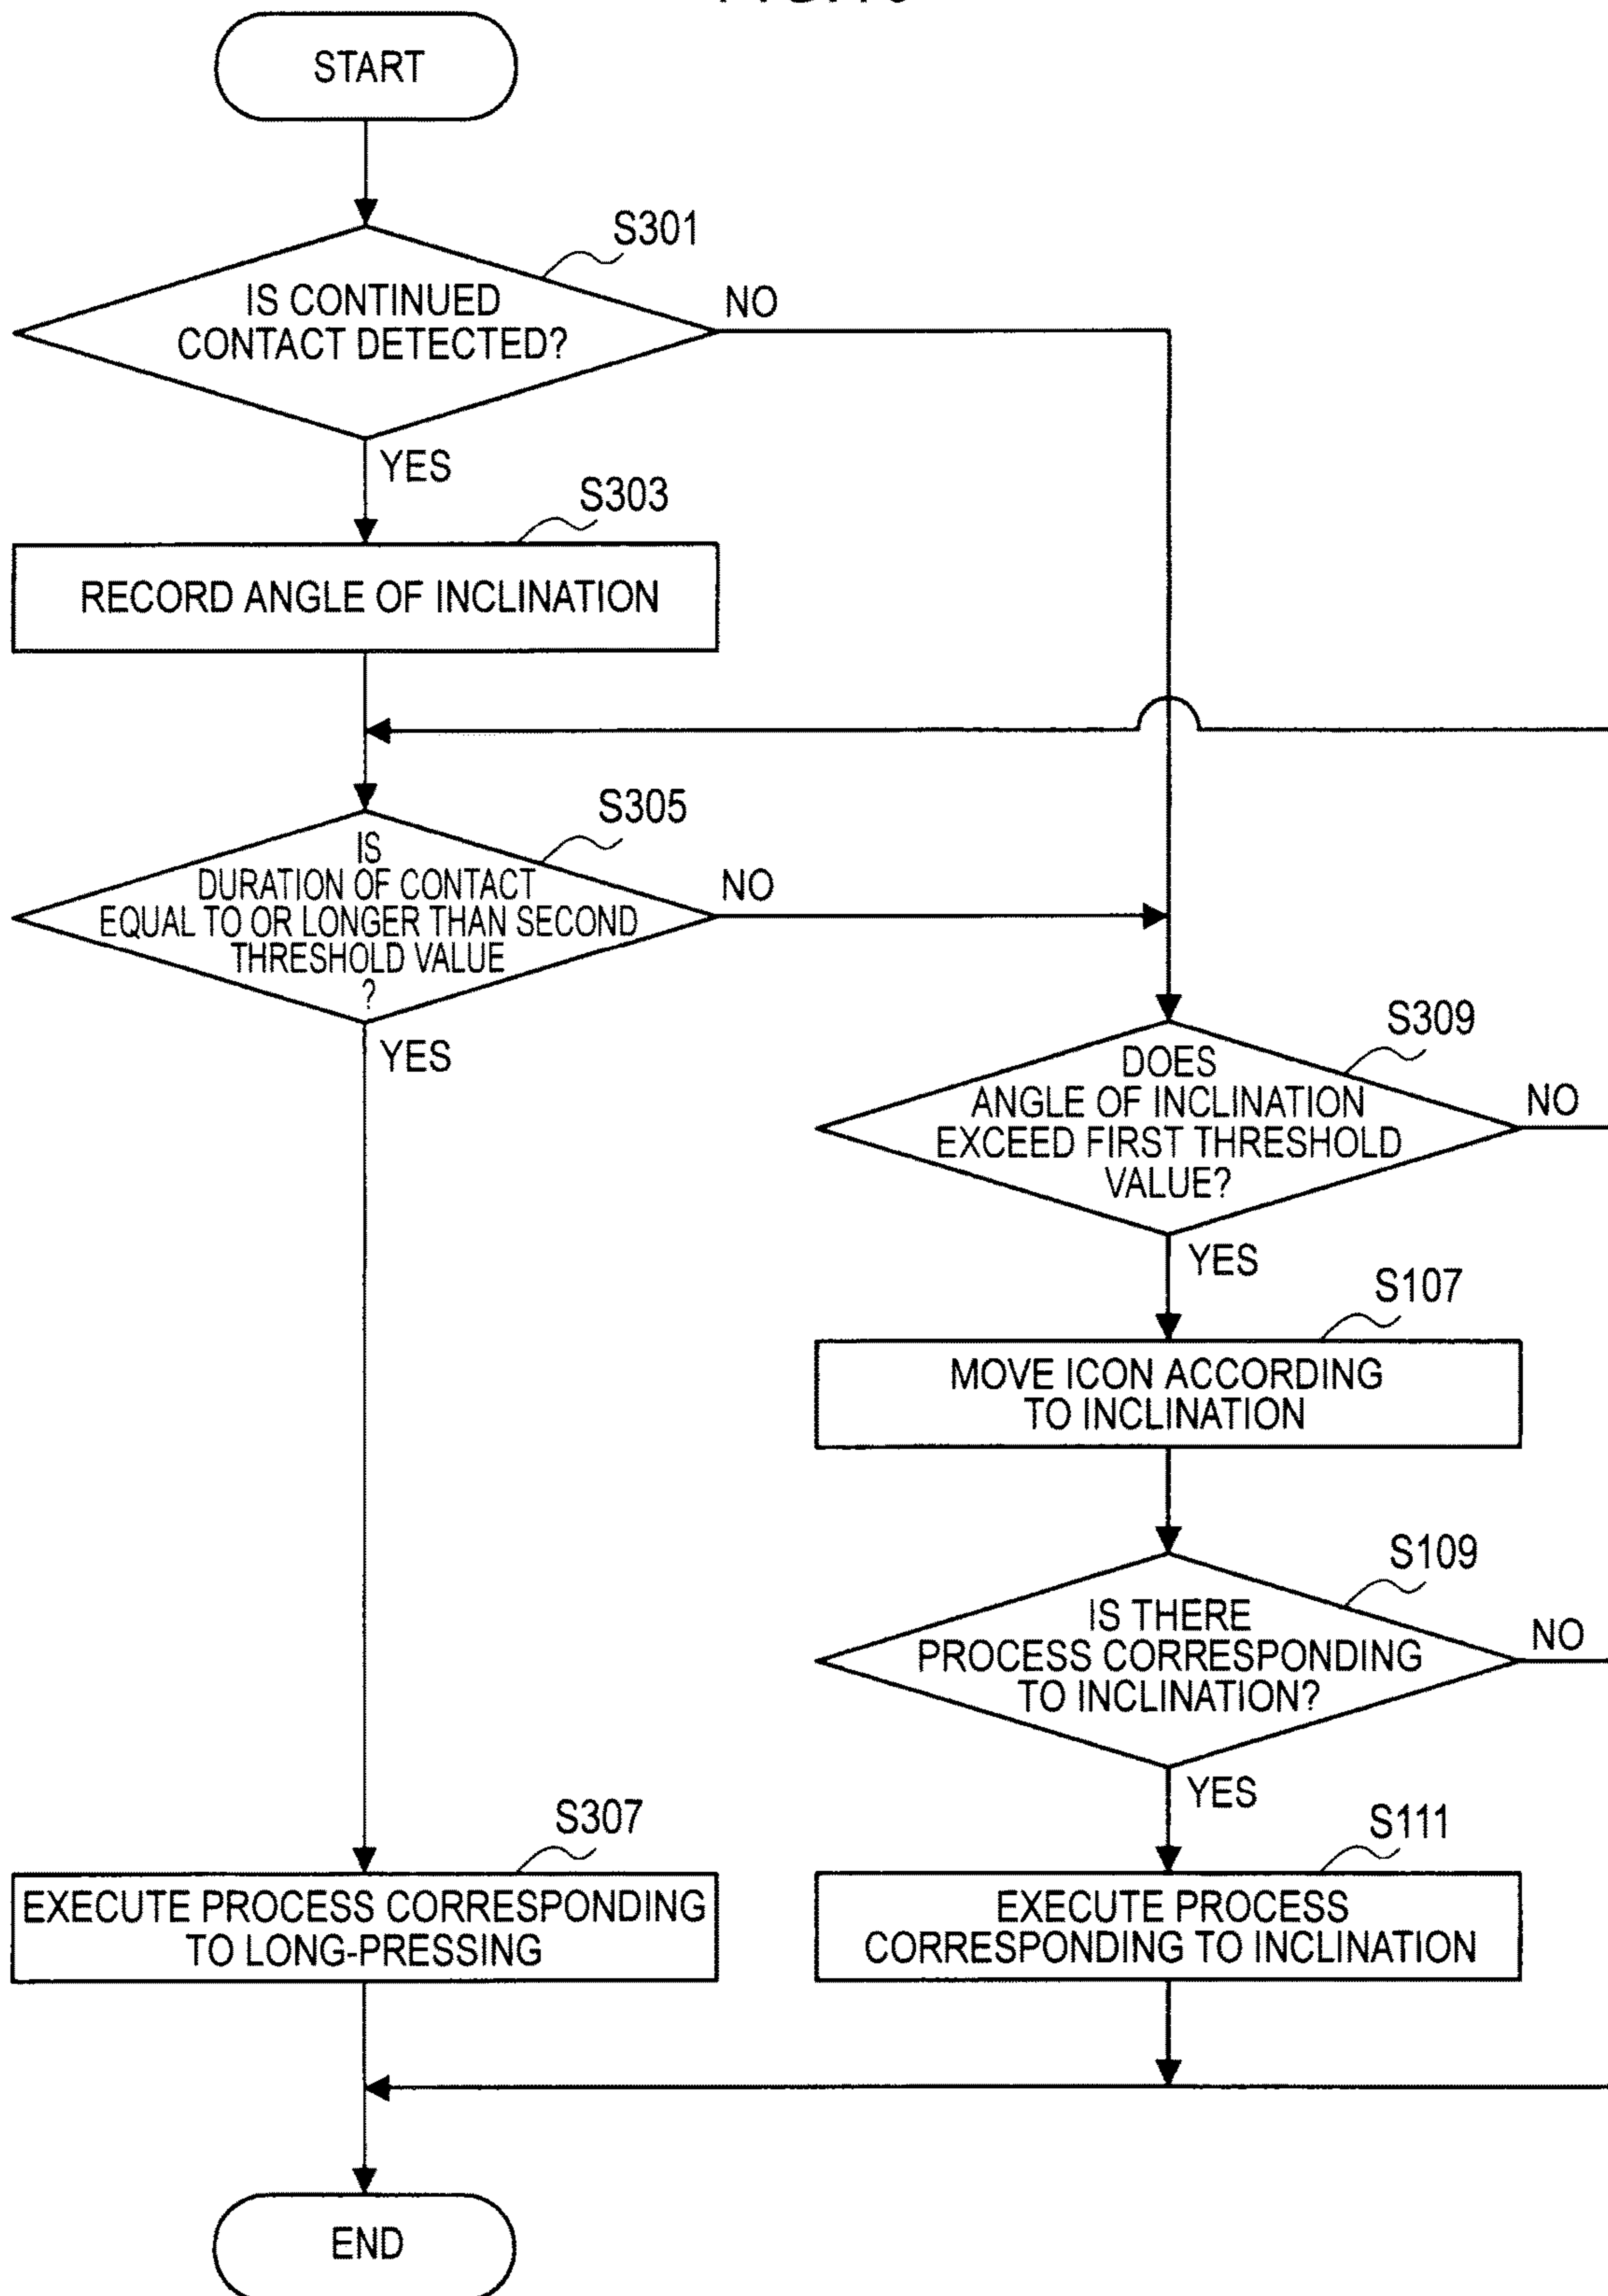 START
S301
IS CONTINUED
CONTACT DETECTED?
NO
YES
S303
RECORD ANGLE OF INCLINATION
S305
IS
DURATION OF CONTACT
EQUAL TO OR LONGER THAN SECOND
THRESHOLD VALUE
?
NO
YES
S309
DOES
ANGLE OF INCLINATION
EXCEED FIRST THRESHOLD
VALUE?
NO
YES
S107
MOVE ICON ACCORDING
TO INCLINATION
S109
IS THERE
PROCESS CORRESPONDING
TO INCLINATION?
NO
YES
S307
EXECUTE PROCESS CORRESPONDING
TO LONG-PRESSING
S111
EXECUTE PROCESS
CORRESPONDING TO INCLINATION
END